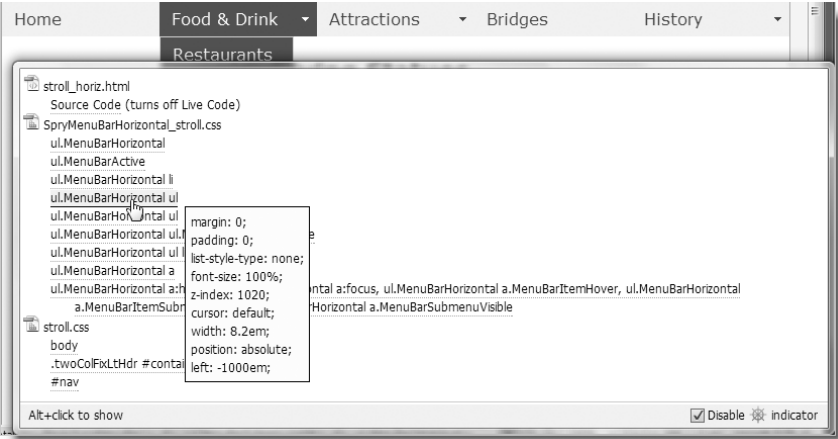 Home Food & Drink Attractions Bridges History
Restaurants
stroll_horiz.html
Source Code (turns off Live Code)
SpryMenuBarHorizontal_stroll.css
ul.MenuBarHorizontal
ul.MenuBarActive
ul.MenuBarHorizontal li
ul.MenuBarHorizontal ul
ul.MenuBarHorizontal ul
ul.MenuBarHorizontal ul.
ul.MenuBarHorizontal ul
ul.MenuBarHorizontal a
ul.MenuBarHorizontal a:h
a:focus, ul.MenuBarHorizontal a.MenuBarItemHover, ul.MenuBarHorizontal
a.MenuBarItemSubm
a.MenuBarSubmenuVisible
margin: 0;
padding: 0;
list-style-type: none;
font-size: 100%;
z-index: 1020;
cursor: default;
width: 8.2em;
position: absolute;
left: -1000em;
stroll.css
body
.twoColFixLtHdr #contai
#nav
Alt+click to show Disable indicator